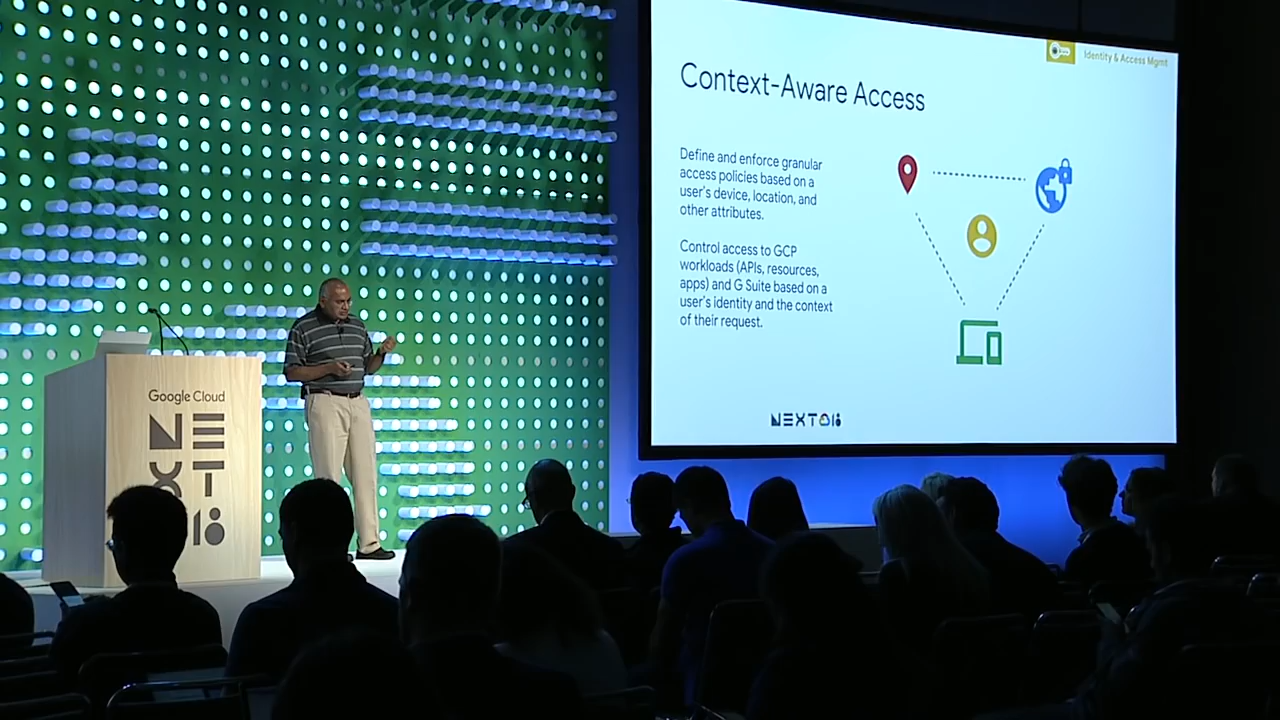 Identity & Access Mgmt
Context-Aware Access
Define and enforce granular
access policies based on a
user's device, location, and
other attributes.
Control access to GCP
workloads (APIs, resources,
apps) and G Suite based on a
user's identity and the context
of their request.
NEXT'18
Google Cloud
NE
XT
18